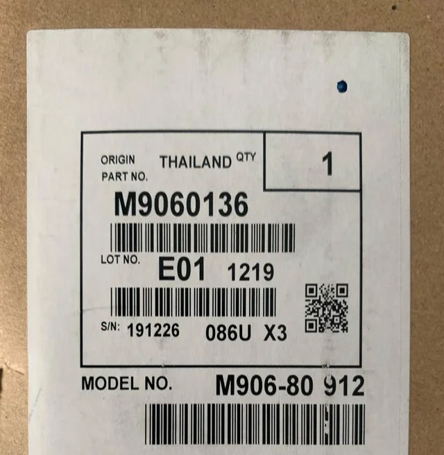 ORIGIN THAILAND QTY 1
PART NO.
M9060136
LOT NO. E01 1219
S/N: 191226 086U X3
MODEL NO. M906-80 912